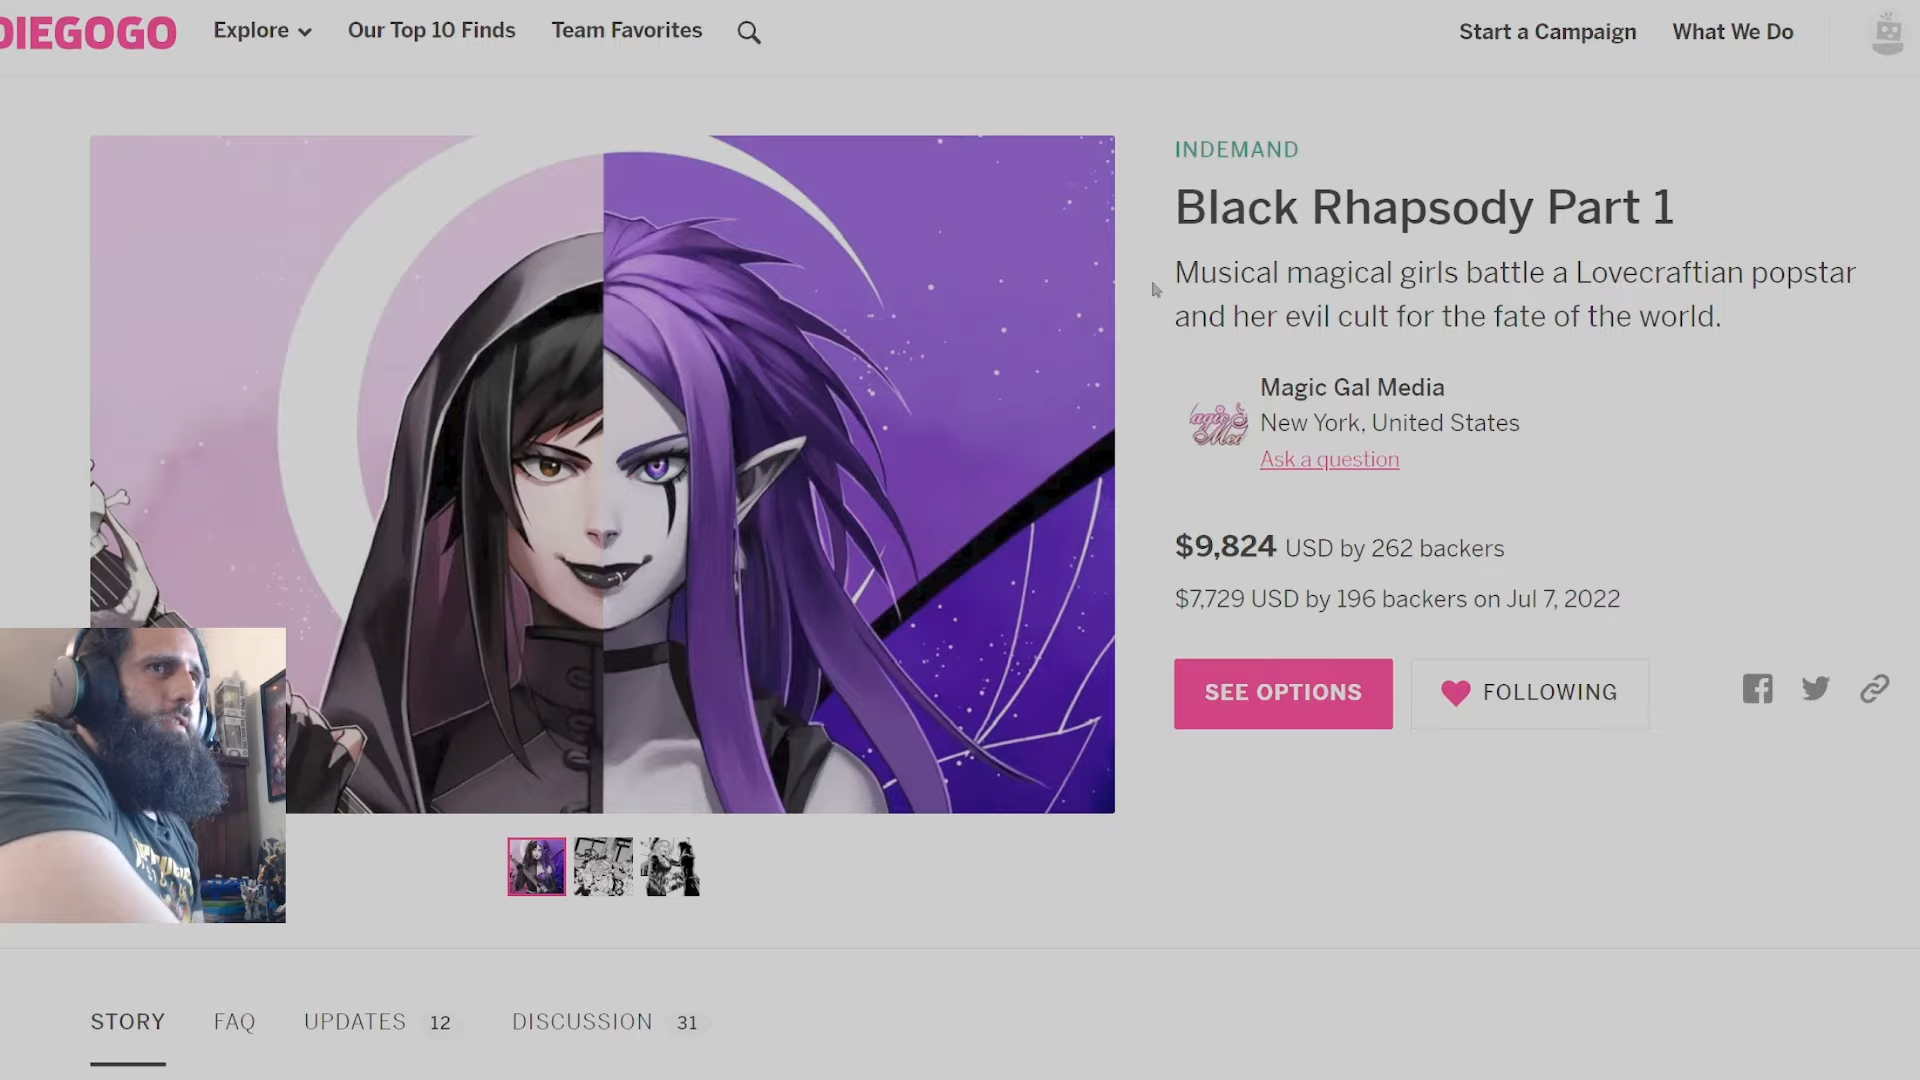 DIEGOGO
Explore
Our Top 10 Finds
Team Favorites
Start a Campaign
What We Do
INDEMAND
Black Rhapsody Part 1
Musical magical girls battle a Lovecraftian popstar
and her evil cult for the fate of the world.
Magic Gal Media
New York, United States
Ask a question
$9,824 USD by 262 backers
$7,729 USD by 196 backers on Jul 7, 2022
SEE OPTIONS
FOLLOWING
STORY
FAQ
UPDATES 12
DISCUSSION 31